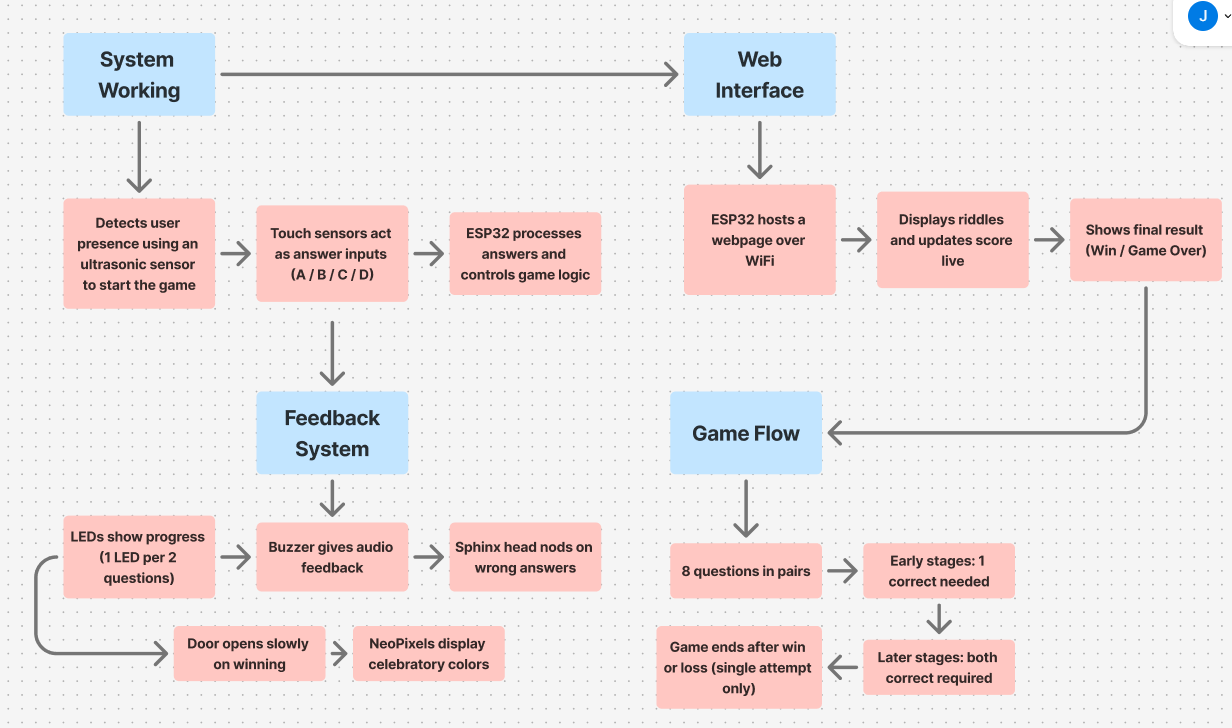 J
System
Working
Web
Interface
Detects user
presence using an
ultrasonic sensor
to start the game
Touch sensors act
as answer inputs
(A / B / C / D)
ESP32 processes
answers and
controls game logic
ESP32 hosts a
webpage over
WiFi
Displays riddles
and updates score
live
Shows final result
(Win / Game Over)
Feedback
System
Game Flow
LEDs show progress
(1 LED per 2
questions)
Buzzer gives audio
feedback
Sphinx head nods on
wrong answers
Door opens slowly
on winning
NeoPixels display
celebratory colors
8 questions in pairs
Early stages: 1
correct needed
Later stages: both
correct required
Game ends after win
or loss (single attempt
only)